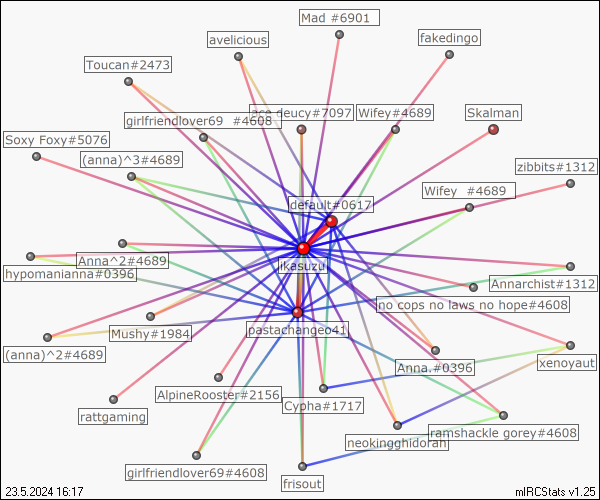 Mad #6901
avelicious
fakedingo
Toucan#2473
deucy#7097
Wifey#4689
Skalman
girlfriendlover69 #4608
Soxy Foxy#5076
(anna)^3#4689
zibbits#1312
Wifey #4689
default#0617
Anna^2#4689
ikasuzu
hypomanianna#0396
Annarchist#1312
no cops no laws no hope#4608
Mushy#1984
pastachangeo41
(anna)^2#4689
Anna.#0396
xenoyaut
AlpineRooster#2156
Cypha#1717
rattgaming
neokingghidorah
ramshackle gorey#4608
girlfriendlover69#4608
frisout
23.5.2024 16:17
mIRCStats v1.25